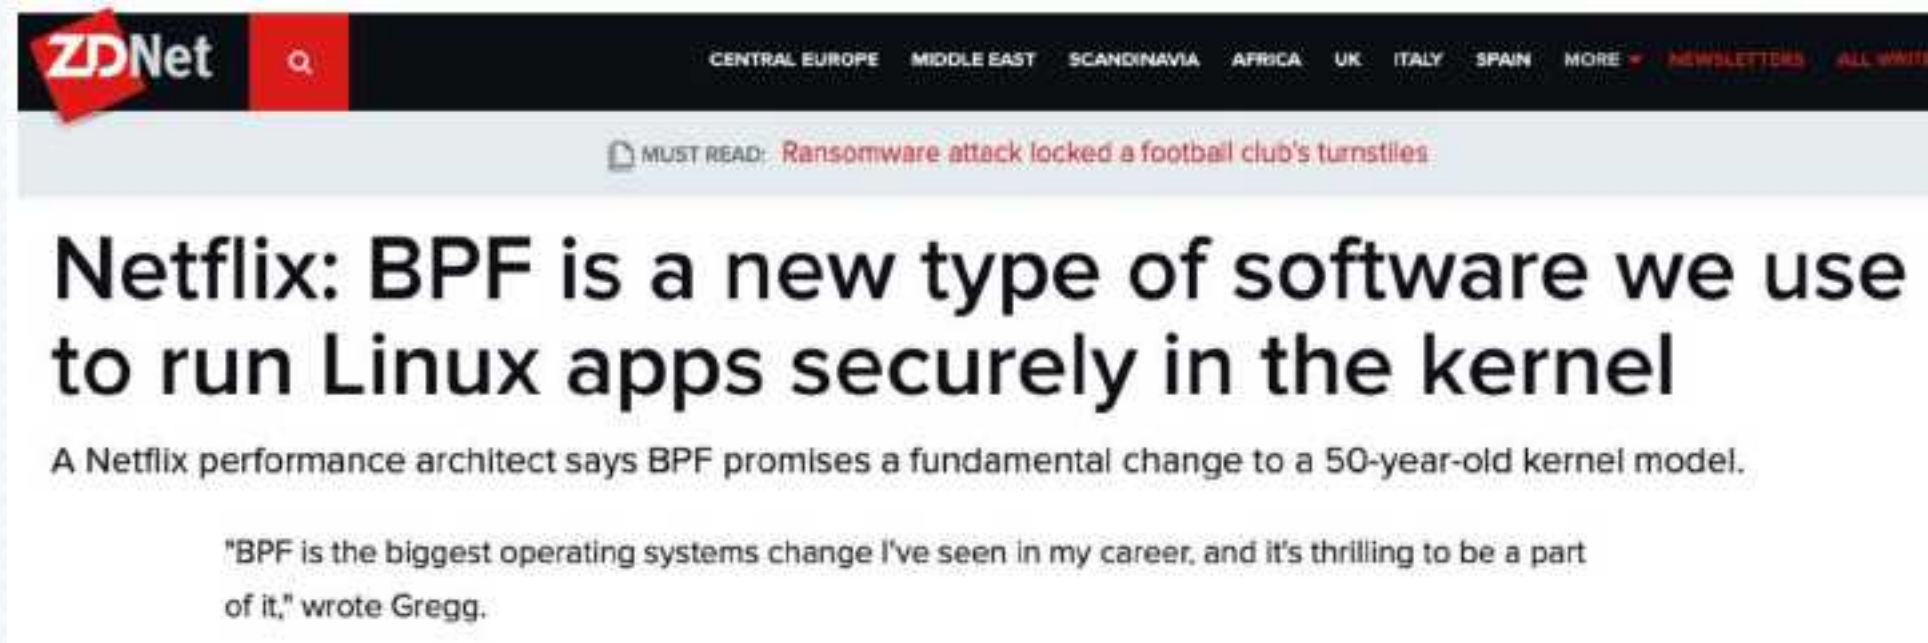 ZDNet
CENTRAL EUROPE MIDDLE EAST SCANDINAVIA AFRICA UK ITALY SPAIN MORE NEWSLETTERS ALL
MUST READ: Ransomware attack locked a football club's turnstiles
Netflix: BPF is a new type of software we use
to run Linux apps securely in the kernel
A Netflix performance architect says BPF promises a fundamental change to a 50-year-old kernel model.
"BPF is the biggest operating systems change I've seen in my career, and it's thrilling to be a part
of it," wrote Gregg.